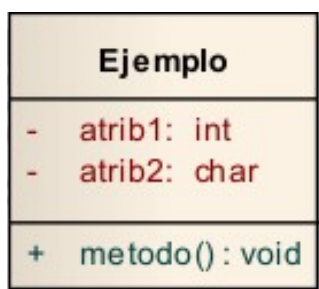 Ejemplo
- atrib1: int
- atrib2: char
+ metodo() : void